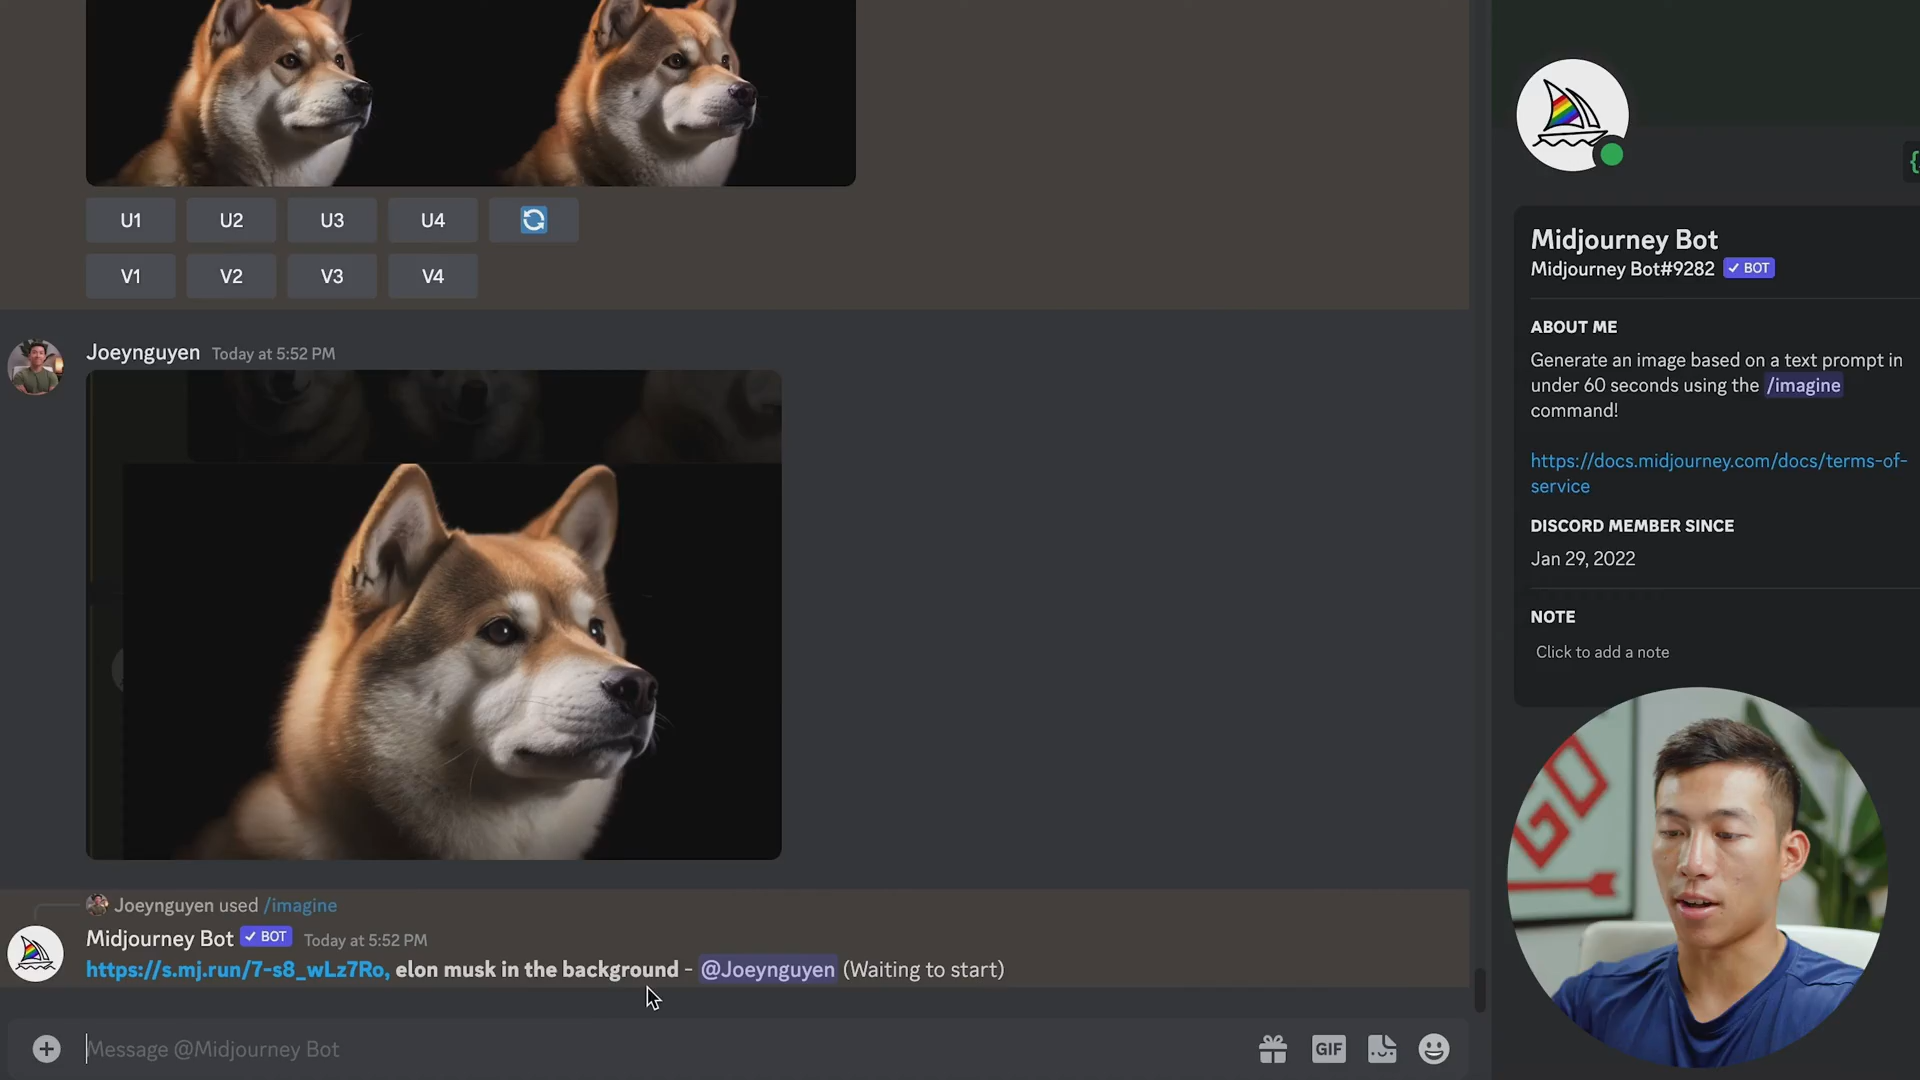 U1 U2 U3 U4
V1 V2 V3 V4
Joeynguyen Today at 5:52 PM
Joeynguyen used /imagine
Midjourney Bot ✓ BOT Today at 5:52 PM
https://s.mj.run/7-s8_wLz7Ro, elon musk in the background - @Joeynguyen (Waiting to start)
Message @Midjourney Bot
GIF
{
Midjourney Bot
Midjourney Bot#9282 ✓ BOT
ABOUT ME
Generate an image based on a text prompt in
under 60 seconds using the /imagine
command!
https://docs.midjourney.com/docs/terms-of-
service
DISCORD MEMBER SINCE
Jan 29, 2022
NOTE
Click to add a note
GO